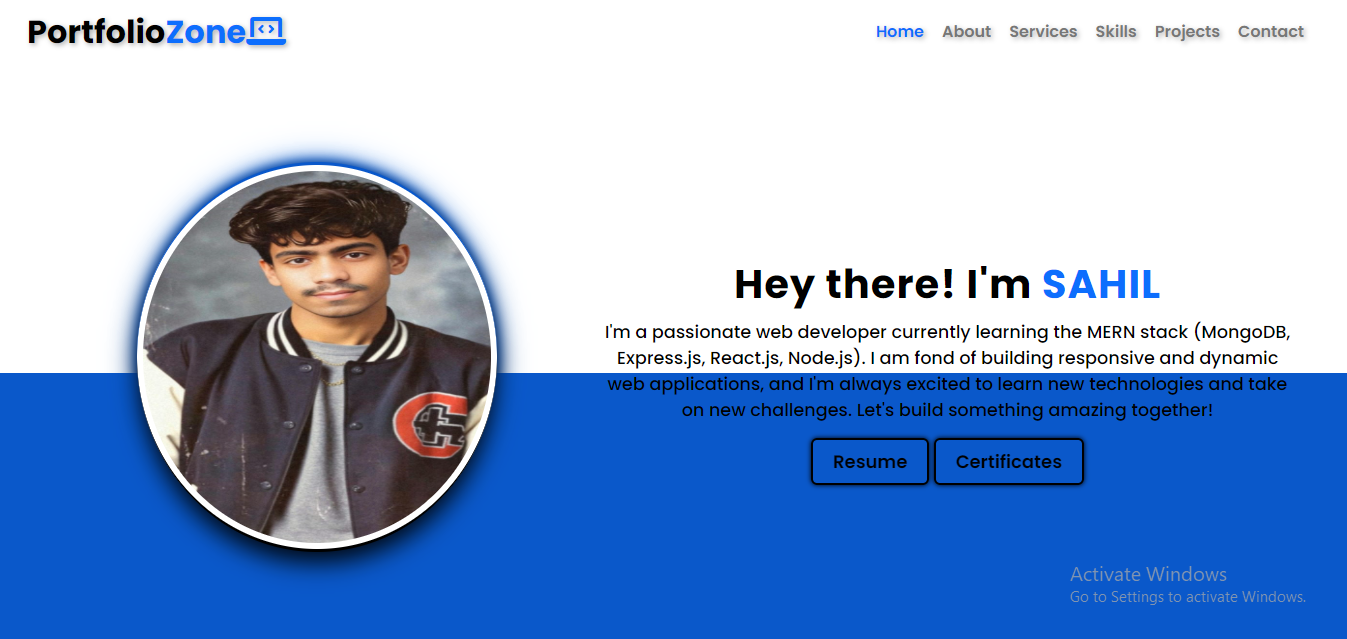 PortfolioZone
Home About Services Skills Projects Contact
Hey there! I'm SAHIL
I'm a passionate web developer currently learning the MERN stack (MongoDB,
Express.js, React.js, Node.js). I am fond of building responsive and dynamic
web applications, and I'm always excited to learn new technologies and take
on new challenges. Let's build something amazing together!
Resume Certificates
Activate Windows
Go to Settings to activate Windows.